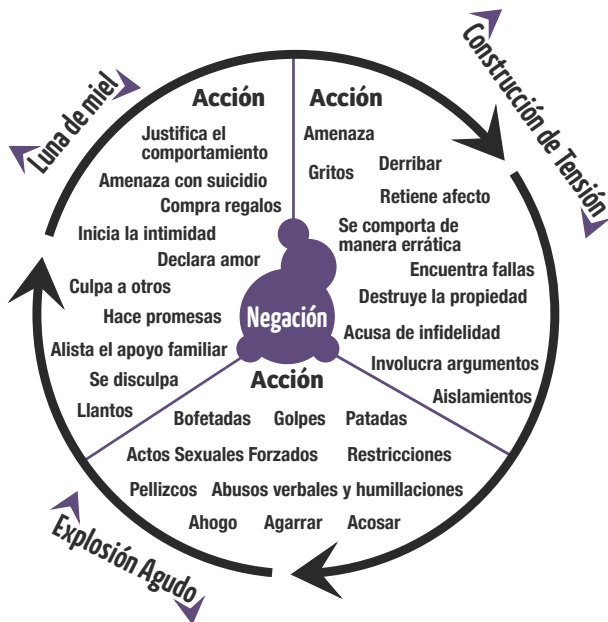 Luna de miel
Acción
Justifica el
comportamiento
Amenaza con suicidio
Compra regalos
Inicia la intimidad
Declara amor
Culpa a otros
Hace promesas
Alista el apoyo familiar
Se disculpa
Llantos
Construcción de Tensión
Acción
Amenaza
Gritos
Derribar
Retiene afecto
Se comporta de
manera errática
Encuentra fallas
Destruye la propiedad
Acusa de infidelidad
Involucra argumentos
Aislamientos
Negación
Acción
Bofetadas Golpes Patadas
Actos Sexuales Forzados Restricciones
Pellizcos Abusos verbales y humillaciones
Ahogo Agarrar Acosar
Explosión Agudo